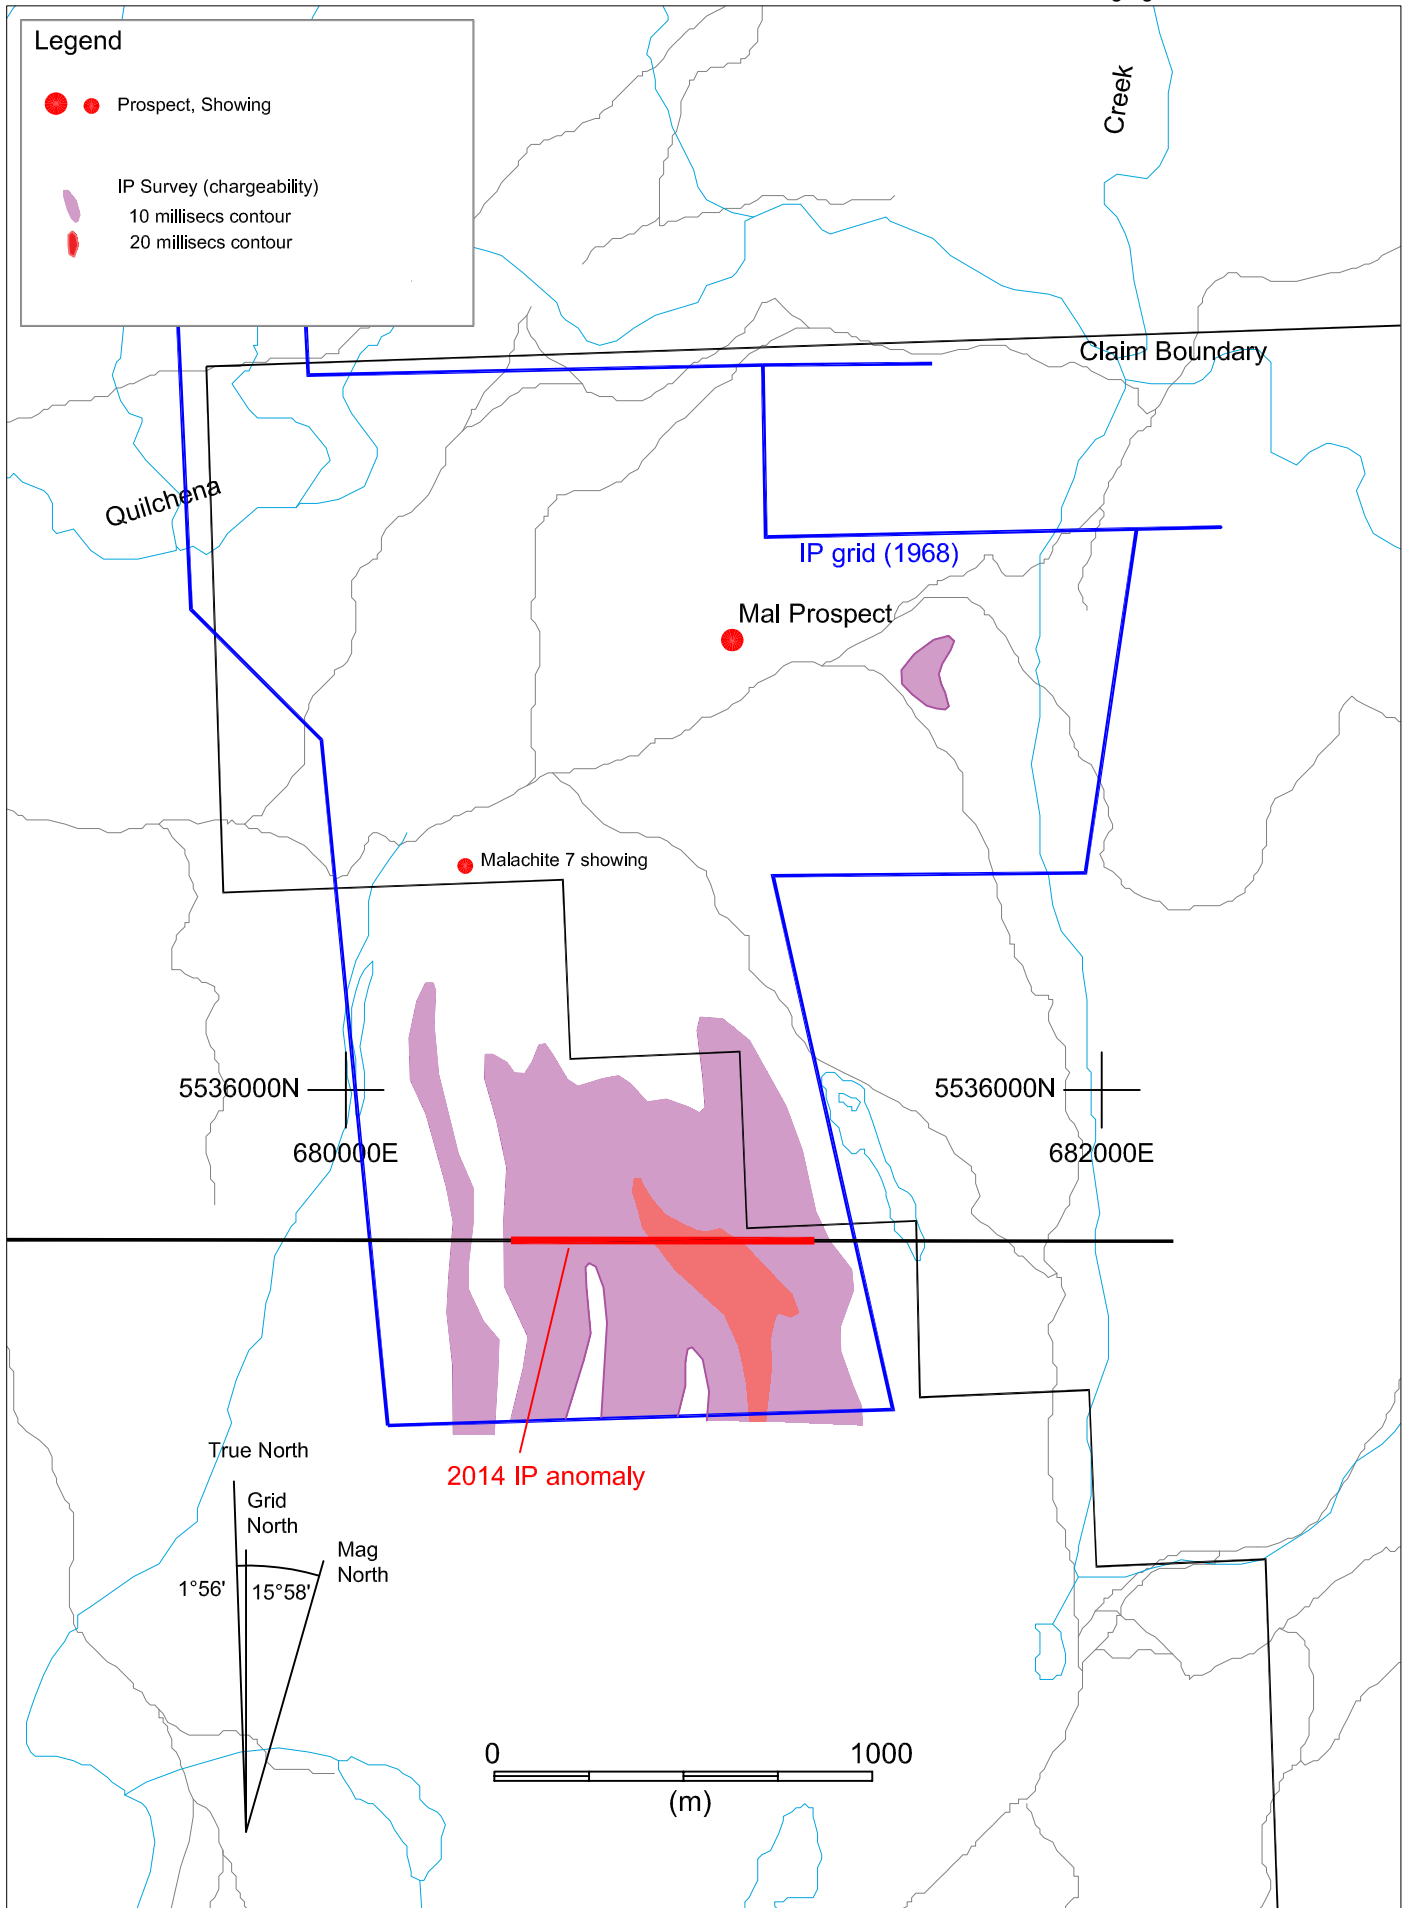 Legend
Prospect, Showing
IP Survey (chargeability)
10 millisecs contour
20 millisecs contour
Creek
Claim Boundary
Quilchena
IP grid (1968)
Mal Prospect
Malachite 7 showing
5536000N
5536000N
680000E
682000E
2014 IP anomaly
True North
Grid
North
Mag
North
1°56'
15°58'
0
1000
(m)